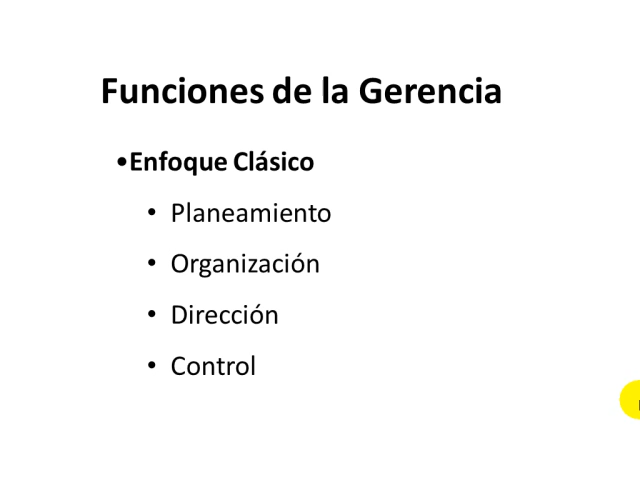 Funciones de la Gerencia
•Enfoque Clásico
• Planeamiento
• Organización
• Dirección
• Control